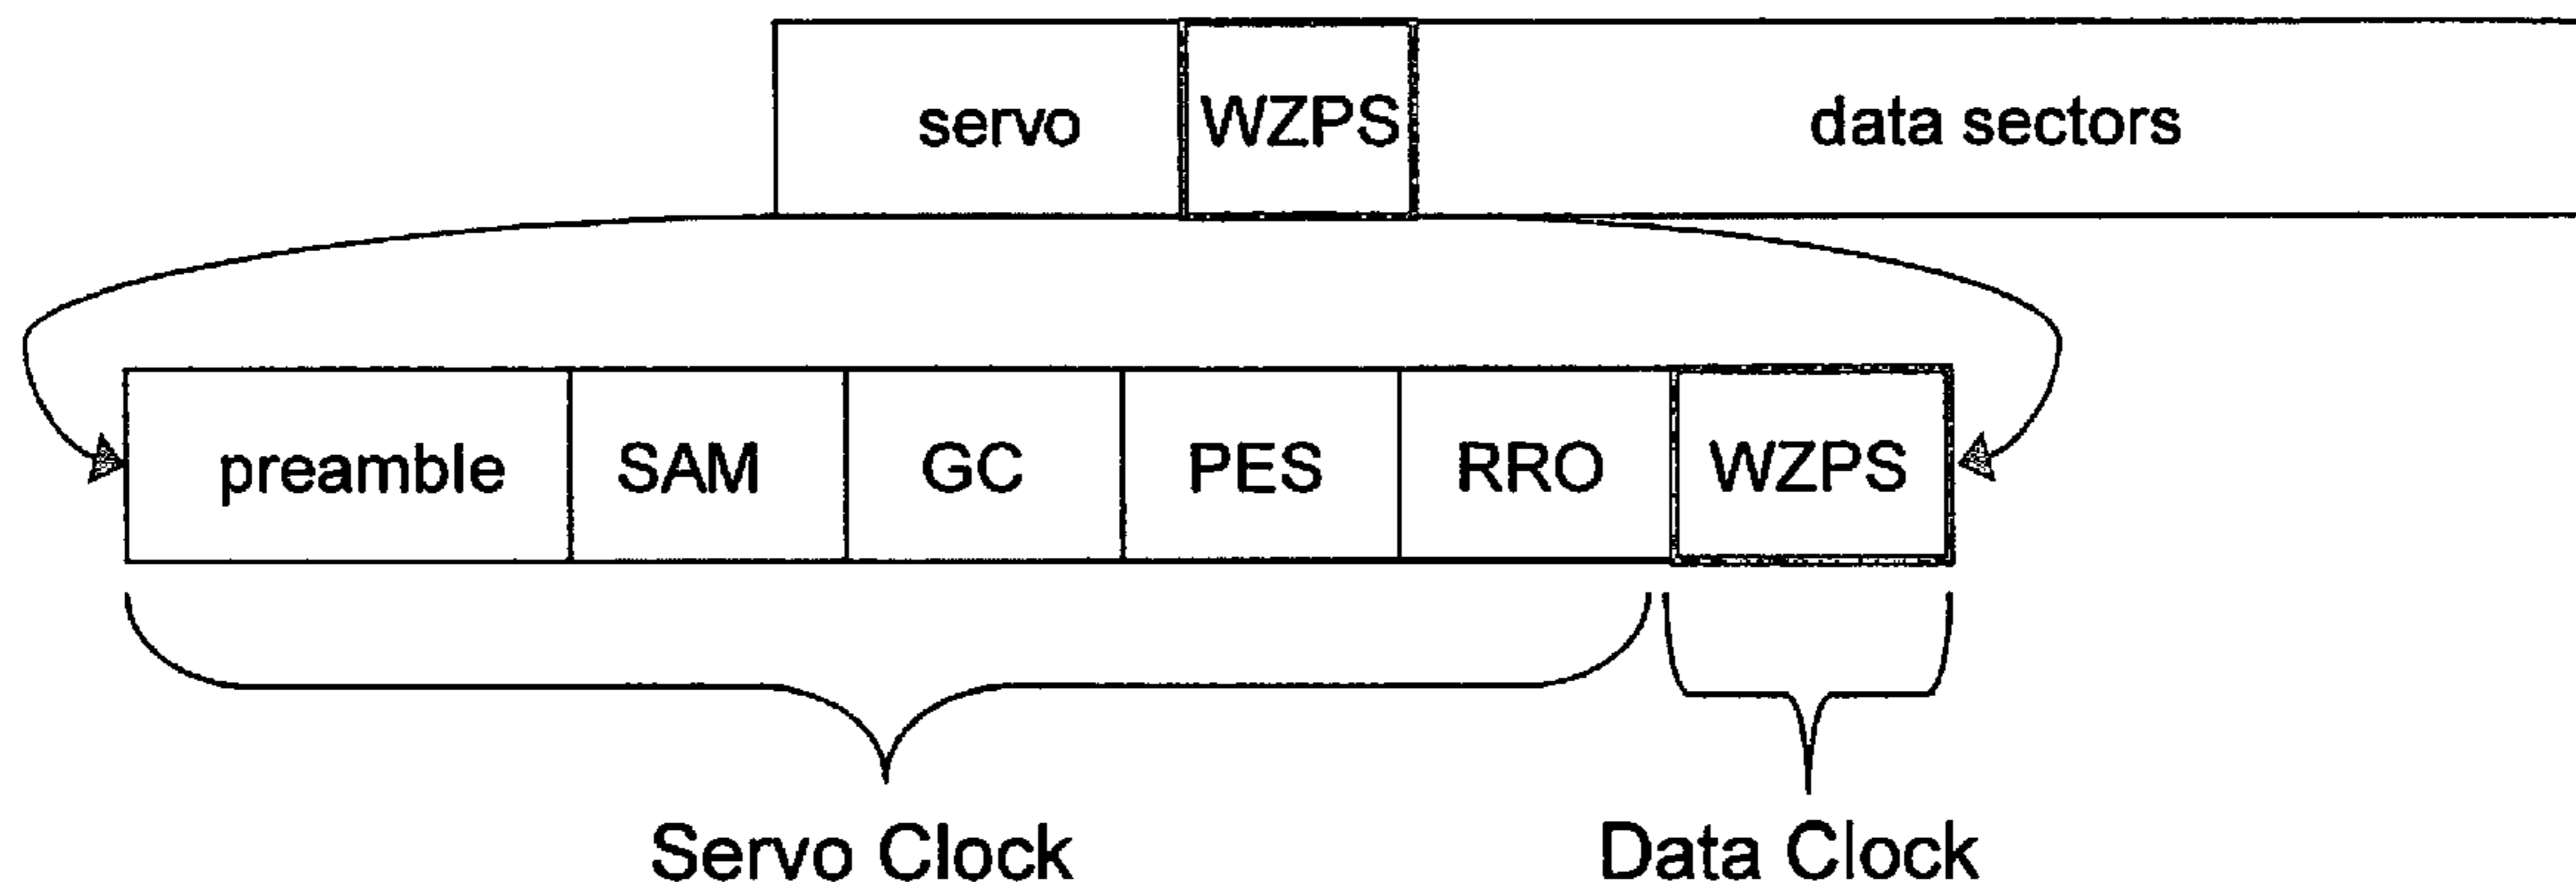 servo WZPS data sectors
preamble SAM GC PES RRO WZPS
Servo Clock Data Clock